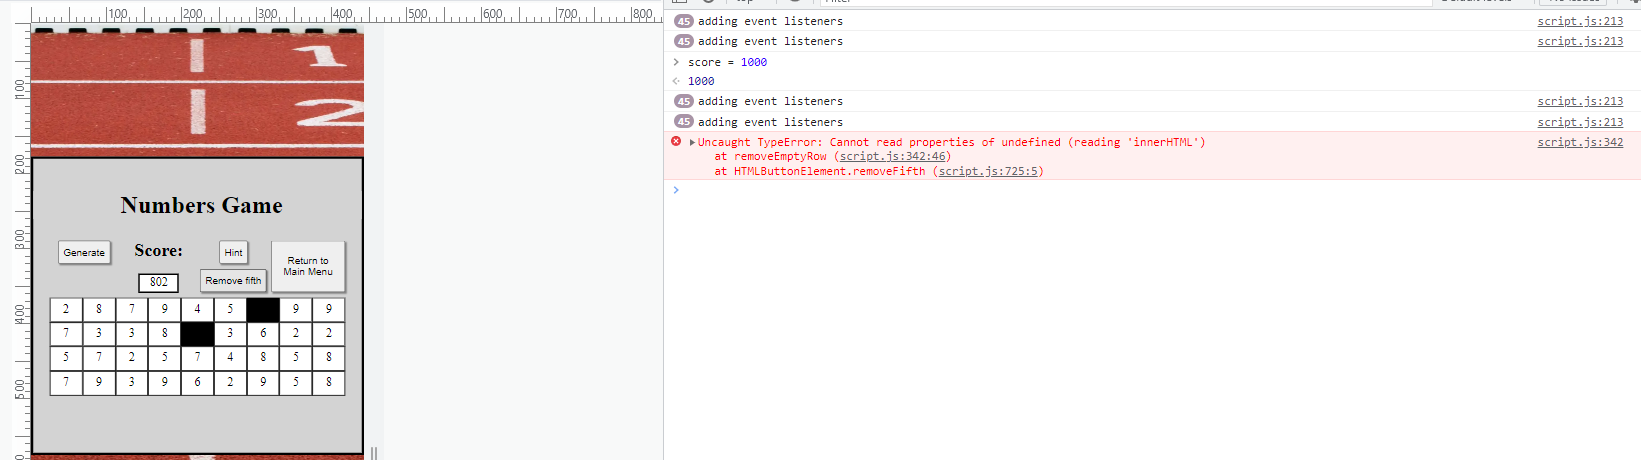 100 200 300 400 500 600 700 800
1
2
100
200
300
400
500
Numbers Game
Generate
Score:
Hint
Return to
Main Menu
802
Remove fifth
2 8 7 9 4 5 9 9
7 3 3 8 3 6 2 2
5 7 2 5 7 4 8 5 8
7 9 3 9 6 2 9 5 8
45 adding event listeners script.js:213
45 adding event listeners script.js:213
> score = 1000
1000
45 adding event listeners script.js:213
45 adding event listeners script.js:213
Uncaught TypeError: Cannot read properties of undefined (reading 'innerHTML') script.js:342
at removeEmptyRow (script.js:342:46)
at HTMLButtonElement.removeFifth (script.js:725:5)
>